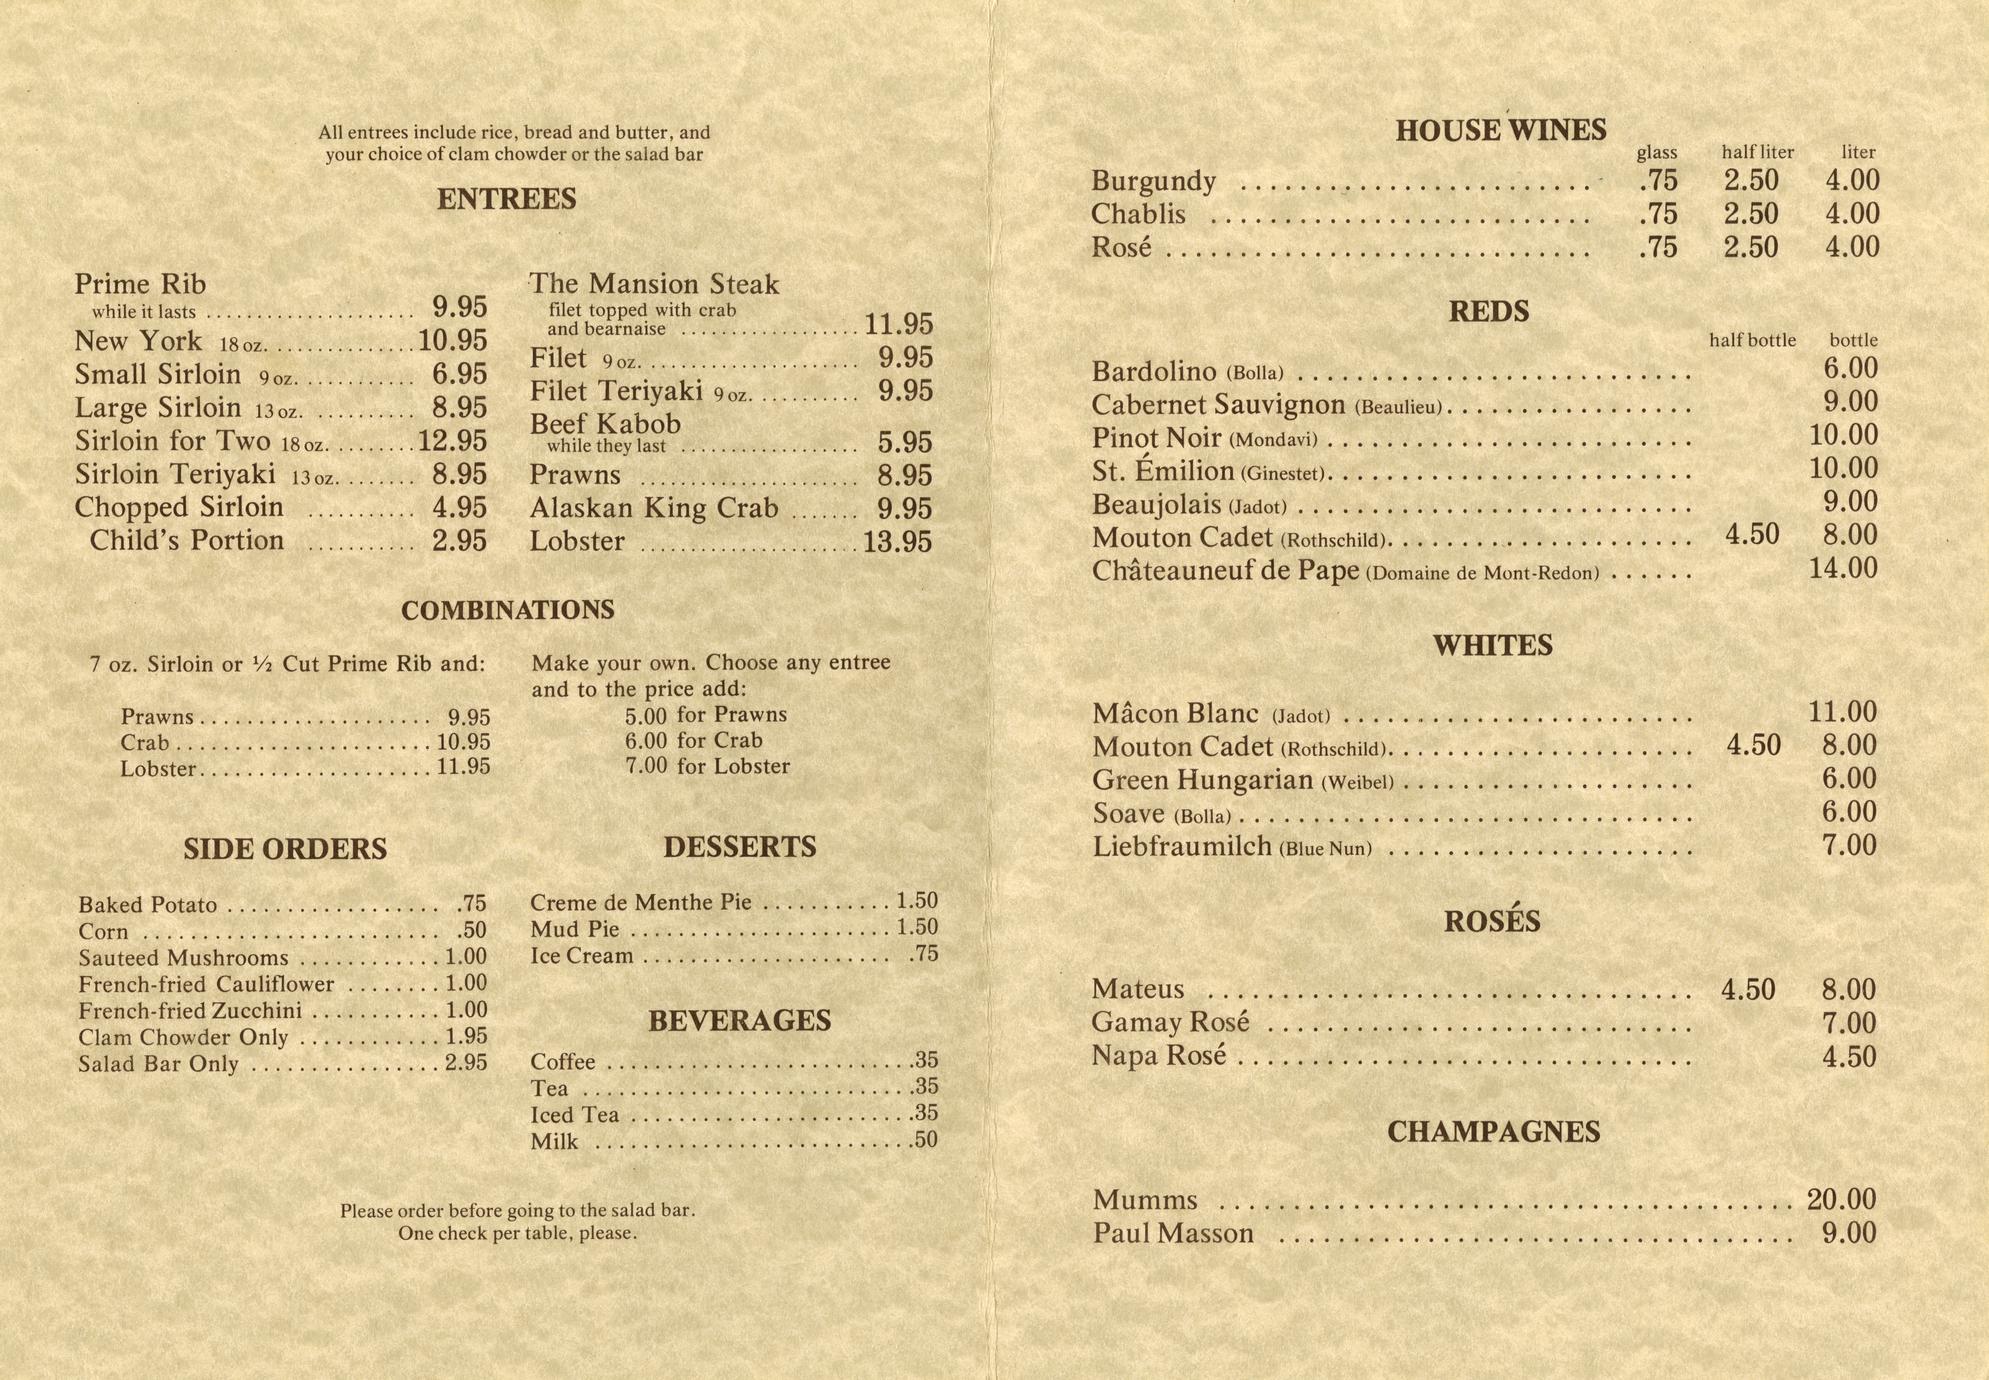 All entrees include rice, bread and butter, and
your choice of clam chowder or the salad bar
ENTREES
Prime Rib
while it lasts ..................... 9.95
New York 18 oz. ............... 10.95
Small Sirloin 9 oz. ............ 6.95
Large Sirloin 13 oz. ........... 8.95
Sirloin for Two 18 oz. ......... 12.95
Sirloin Teriyaki 13 oz. ........ 8.95
Chopped Sirloin ........... 4.95
Child's Portion ........... 2.95
The Mansion Steak
filet topped with crab
and bearnaise .................. 11.95
Filet 9 oz. ...................... 9.95
Filet Teriyaki 9 oz. ........... 9.95
Beef Kabob
while they last .................. 5.95
Prawns ...................... 8.95
Alaskan King Crab ....... 9.95
Lobster ...................... 13.95
COMBINATIONS
7 oz. Sirloin or ½ Cut Prime Rib and:
Prawns .................... 9.95
Crab ...................... 10.95
Lobster .................... 11.95
Make your own. Choose any entree
and to the price add:
5.00 for Prawns
6.00 for Crab
7.00 for Lobster
SIDE ORDERS
Baked Potato .................. .75
Corn ......................... .50
Sauteed Mushrooms ............ 1.00
French-fried Cauliflower ........ 1.00
French-fried Zucchini ........... 1.00
Clam Chowder Only ............ 1.95
Salad Bar Only ................ 2.95
DESSERTS
Creme de Menthe Pie ........... 1.50
Mud Pie ...................... 1.50
Ice Cream ..................... .75
BEVERAGES
Coffee ......................... .35
Tea ........................... .35
Iced Tea ....................... .35
Milk .......................... .50
Please order before going to the salad bar.
One check per table, please.
HOUSE WINES
glass half liter liter
Burgundy ........................ .75 2.50 4.00
Chablis .......................... .75 2.50 4.00
Rosé ............................. .75 2.50 4.00
REDS
half bottle bottle
Bardolino (Bolla) ............................ 6.00
Cabernet Sauvignon (Beaulieu) ................. 9.00
Pinot Noir (Mondavi) .......................... 10.00
St. Émilion (Ginestet) .......................... 10.00
Beaujolais (Jadot) ............................ 9.00
Mouton Cadet (Rothschild) ..................... 4.50 8.00
Châteauneuf de Pape (Domaine de Mont-Redon) ...... 14.00
WHITES
Mâcon Blanc (Jadot) ........................ 11.00
Mouton Cadet (Rothschild) ..................... 4.50 8.00
Green Hungarian (Weibel) .................... 6.00
Soave (Bolla) ................................ 6.00
Liebfraumilch (Blue Nun) ..................... 7.00
ROSÉS
Mateus ................................. 4.50 8.00
Gamay Rosé ............................. 7.00
Napa Rosé ............................... 4.50
CHAMPAGNES
Mumms ....................................... 20.00
Paul Masson .................................. 9.00